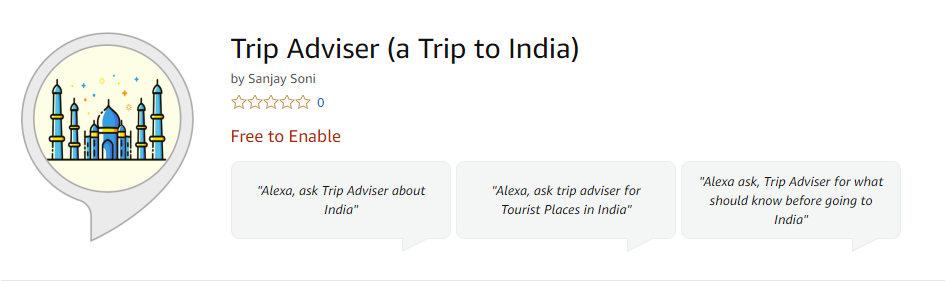 Trip Adviser (a Trip to India)
by Sanjay Soni
0
Free to Enable
"Alexa, ask Trip Adviser about
India"
"Alexa, ask trip adviser for
Tourist Places in India"
"Alexa ask, Trip Adviser for what
should know before going to
India"